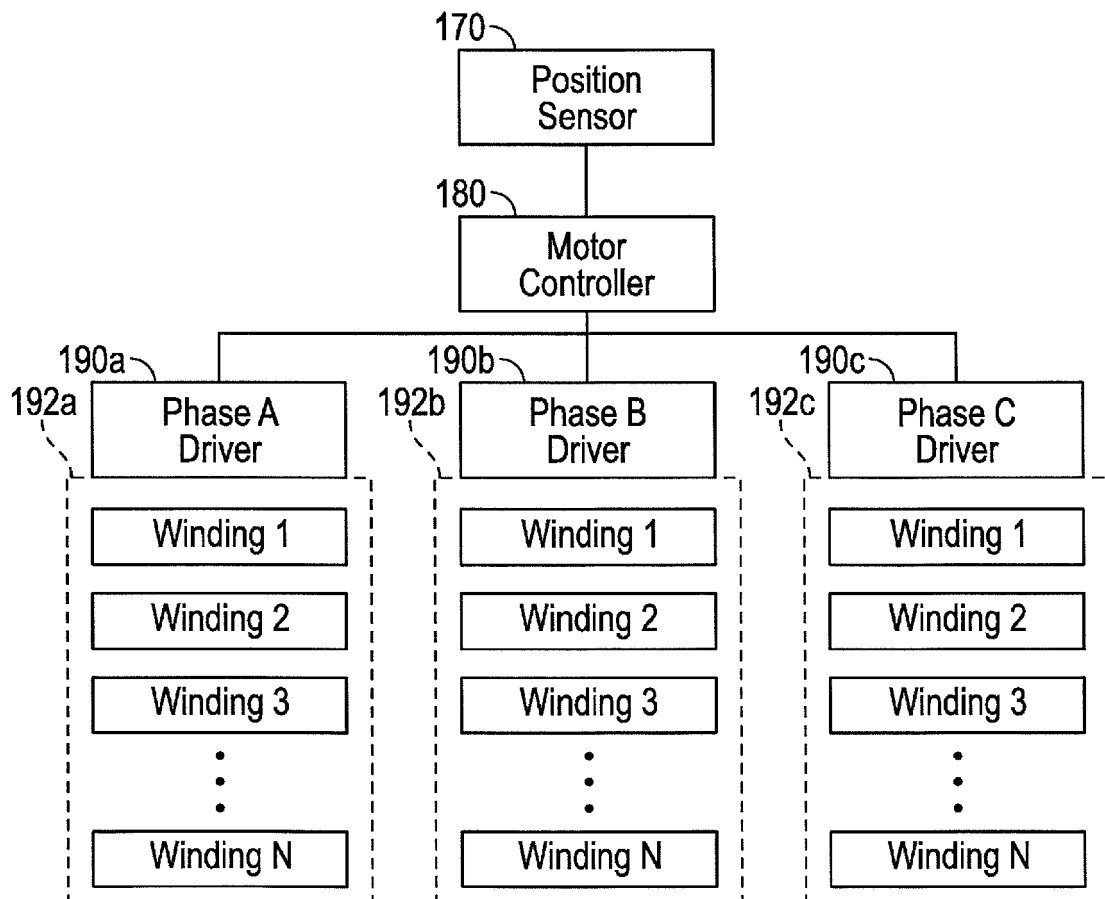 170
Position
Sensor
180
Motor
Controller
190a
190b
190c
192a
192b
192c
Phase A
Driver
Phase B
Driver
Phase C
Driver
Winding 1
Winding 1
Winding 1
Winding 2
Winding 2
Winding 2
Winding 3
Winding 3
Winding 3
Winding N
Winding N
Winding N